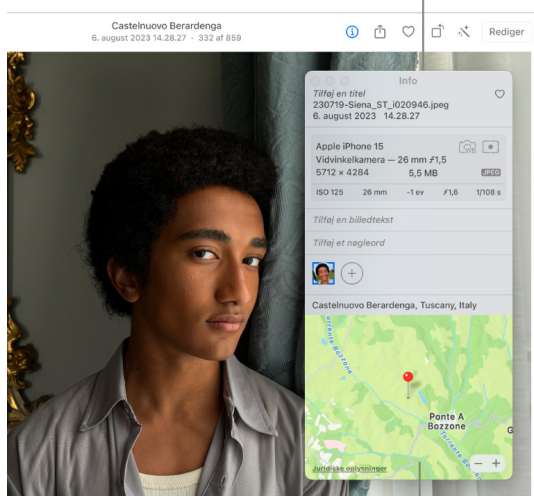 Castelnuovo Berardenga
6. august 2023 14.28.27 · 332 af 859
Rediger
Info
Tilføj en titel
230719-Siena_ST_i020946.jpeg
6. august 2023 14.28.27
Apple iPhone 15
Vidvinkelkamera — 26 mm ƒ1,5
5712 × 4284 5,5 MB
JPEG
ISO 125 26 mm -1 ev ƒ1,6 1/108 s
Tilføj en billedtekst
Tilføj et nøgleord
Castelnuovo Berardenga, Tuscany, Italy
Torrente Bozzone
Ponte A
Bozzone
G
Torrente
Juridiske oplysninger